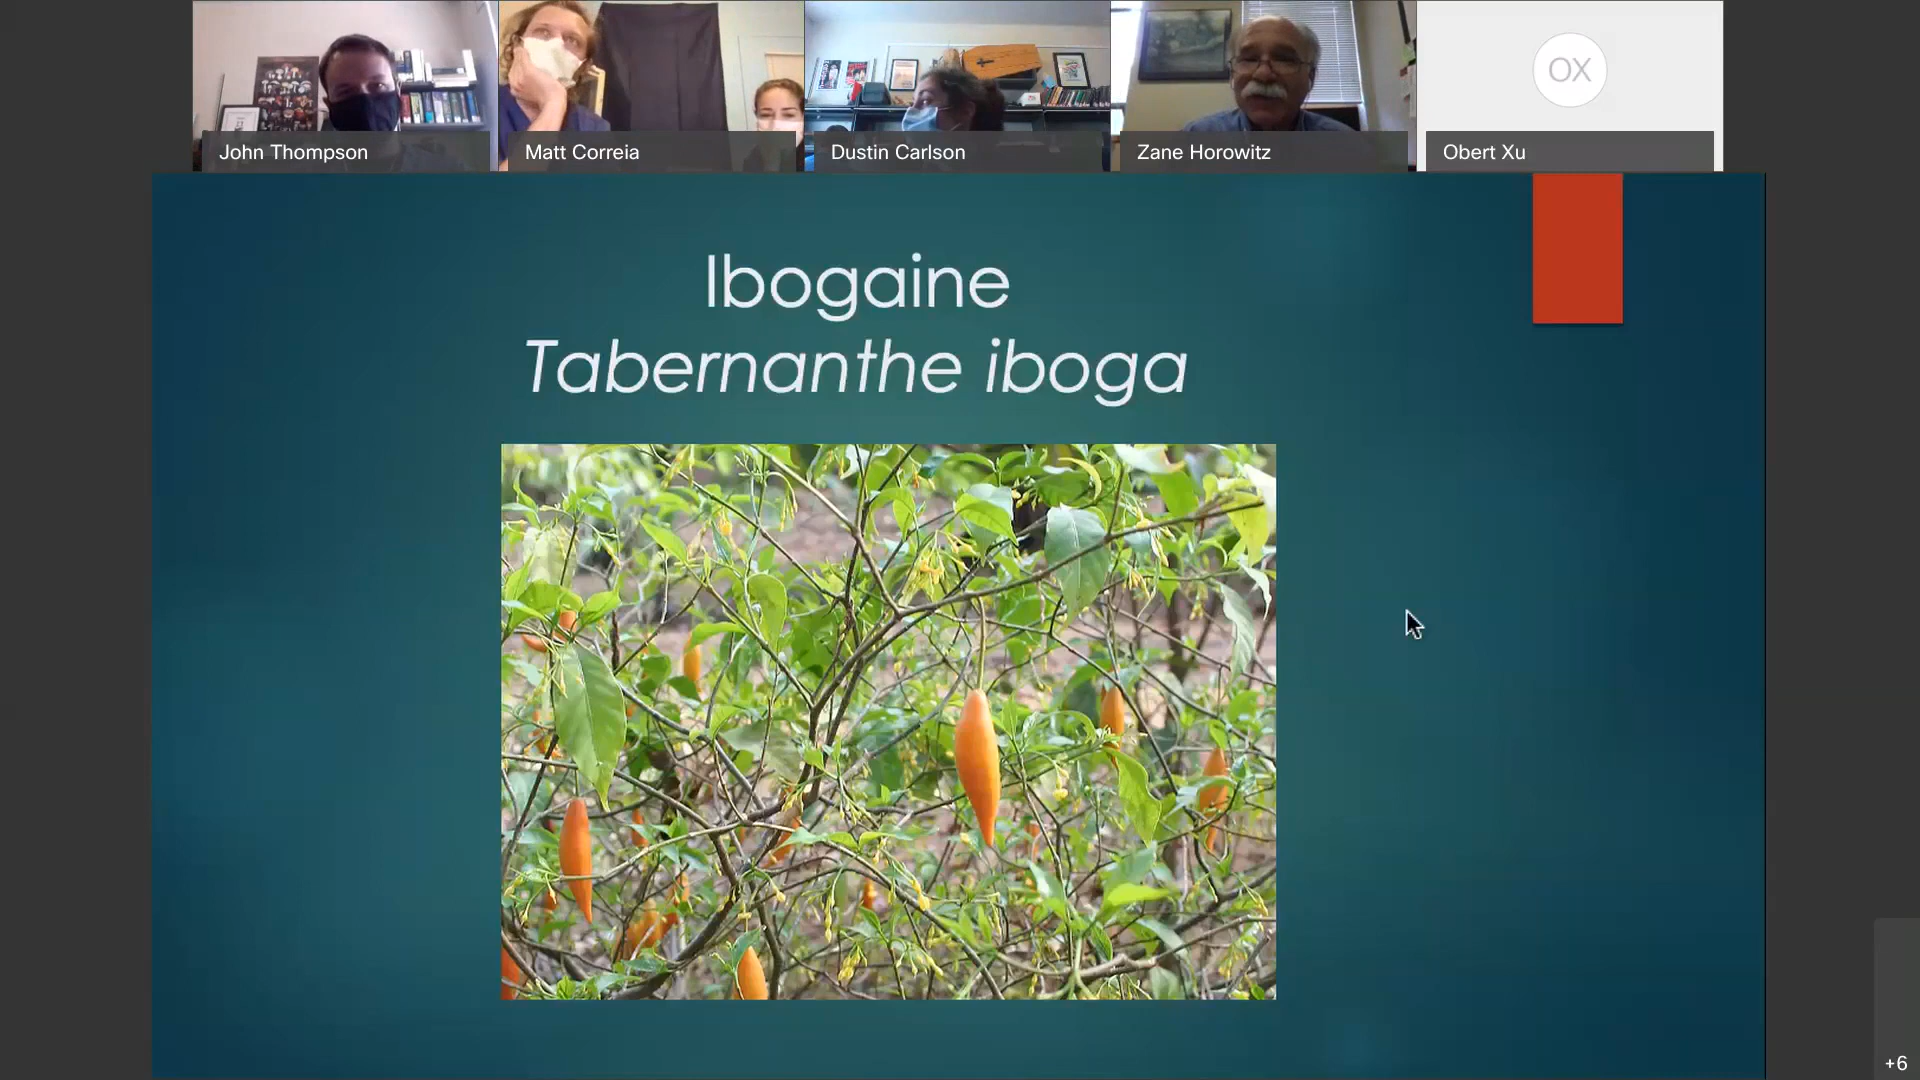 John Thompson
Matt Correia
Dustin Carlson
Zane Horowitz
OX
Obert Xu
Ibogaine
Tabernanthe iboga
+6